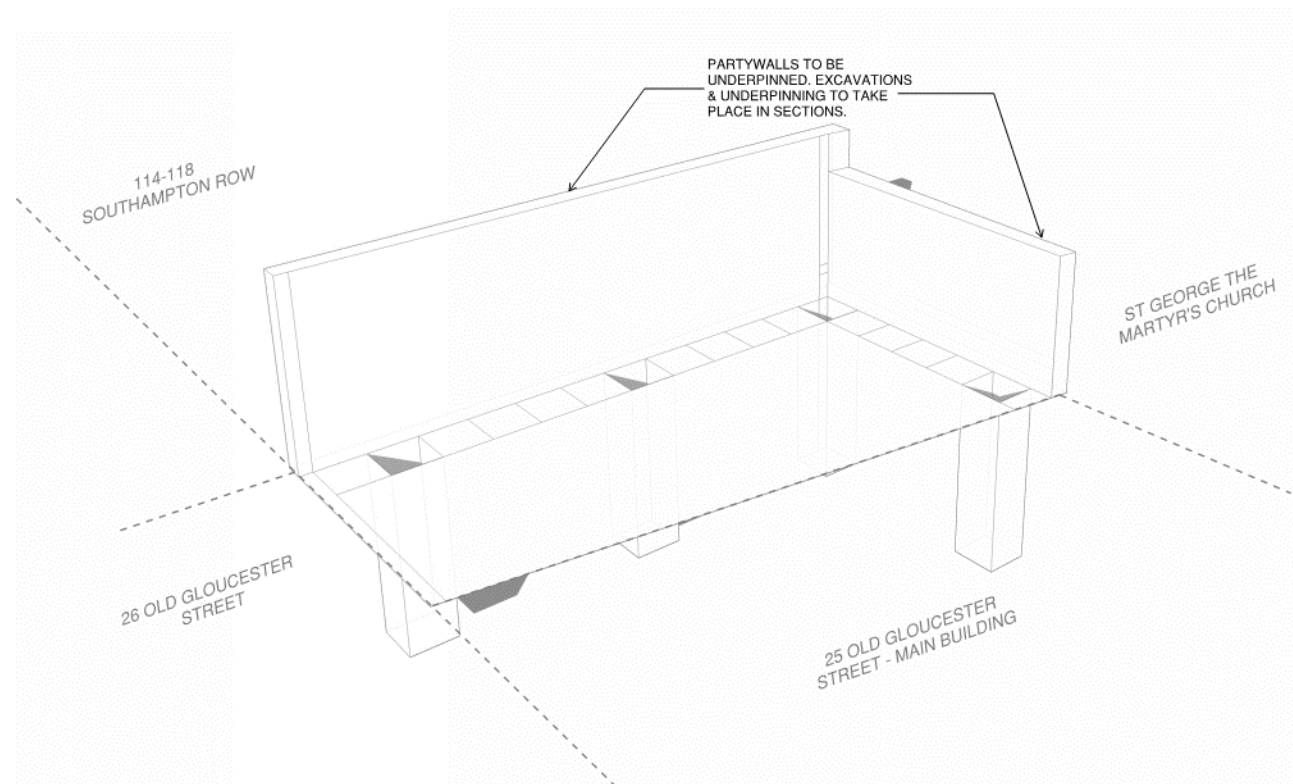 PARTYWALLS TO BE
UNDERPINNED. EXCAVATIONS
& UNDERPINNING TO TAKE
PLACE IN SECTIONS.
114-118
SOUTHAMPTON ROW
ST GEORGE THE
MARTYR'S CHURCH
26 OLD GLOUCESTER
STREET
25 OLD GLOUCESTER
STREET - MAIN BUILDING